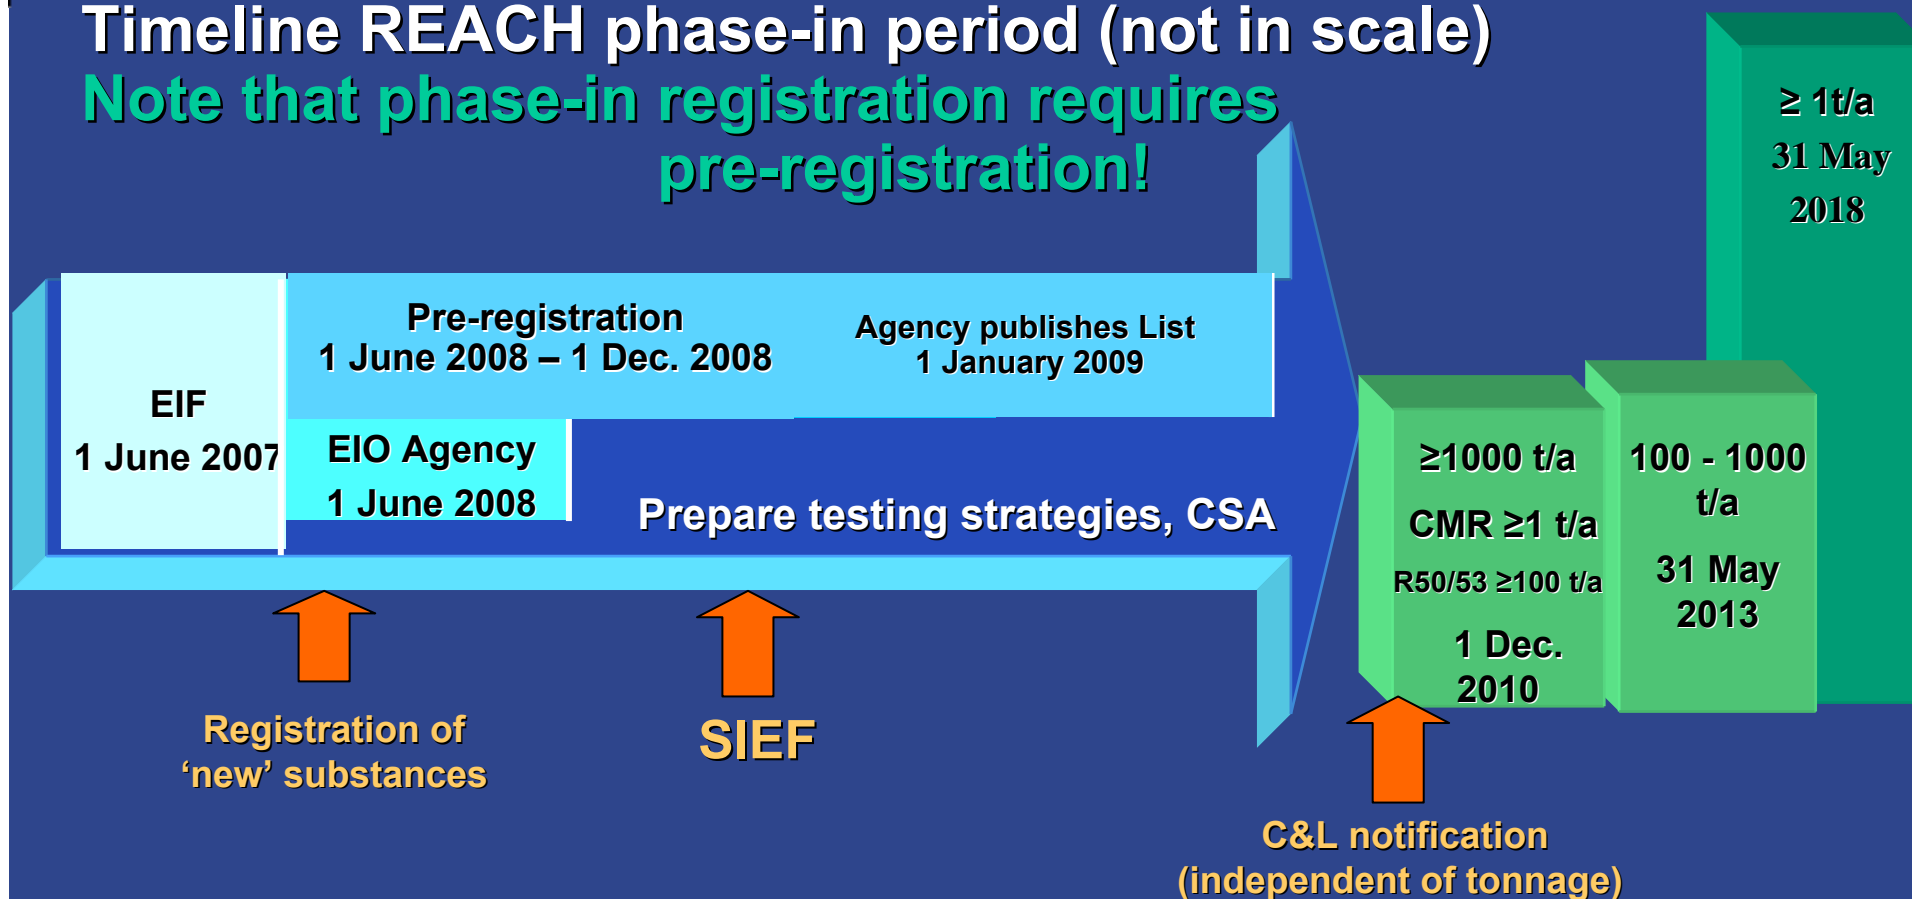 Timeline REACH phase-in period (not in scale)
Note that phase-in registration requires
pre-registration!
≥ 1t/a
31 May
2018
Pre-registration
1 June 2008 – 1 Dec. 2008
Agency publishes List
1 January 2009
EIF
1 June 2007
EIO Agency
1 June 2008
Prepare testing strategies, CSA
≥1000 t/a
CMR ≥1 t/a
R50/53 ≥100 t/a
1 Dec.
2010
100 - 1000
t/a
31 May
2013
Registration of
‘new’ substances
SIEF
C&L notification
(independent of tonnage)